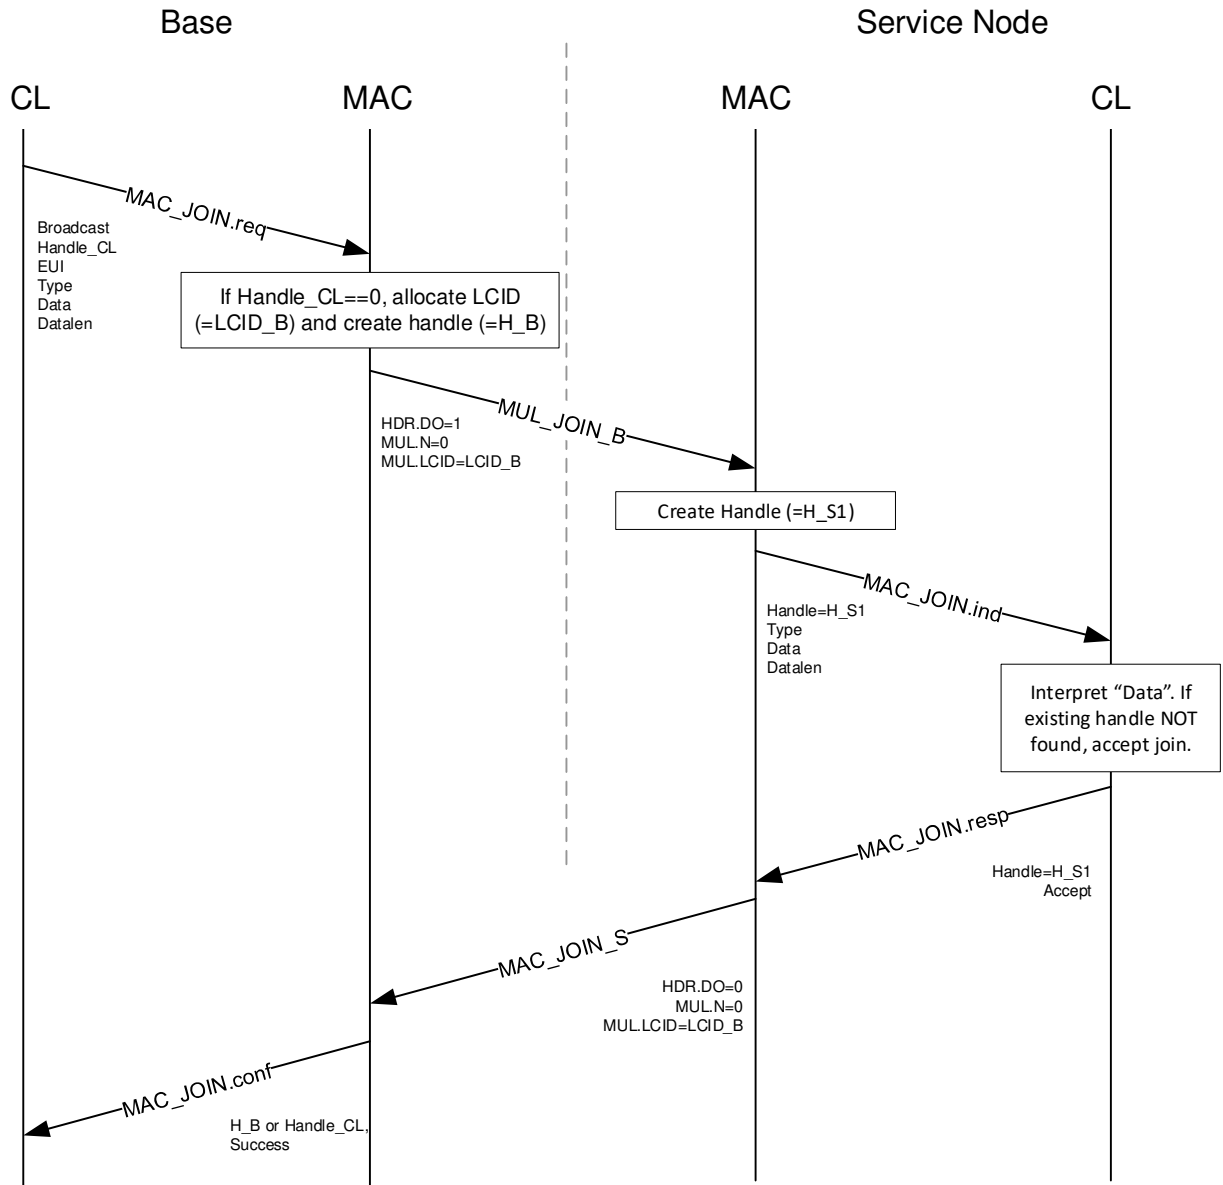 Base
Service Node
CL
MAC
MAC
CL
MAC_JOIN.req
Broadcast
Handle_CL
EUI
Type
Data
Datalen
If Handle_CL==0, allocate LCID
(=LCID_B) and create handle (=H_B)
MUL_JOIN_B
HDR.DO=1
MUL.N=0
MUL.LCID=LCID_B
Create Handle (=H_S1)
MAC_JOIN.ind
Handle=H_S1
Type
Data
Datalen
Interpret “Data”. If
existing handle NOT
found, accept join.
MAC_JOIN.resp
Handle=H_S1
Accept
MAC_JOIN_S
HDR.DO=0
MUL.N=0
MUL.LCID=LCID_B
MAC_JOIN.conf
H_B or Handle_CL,
Success